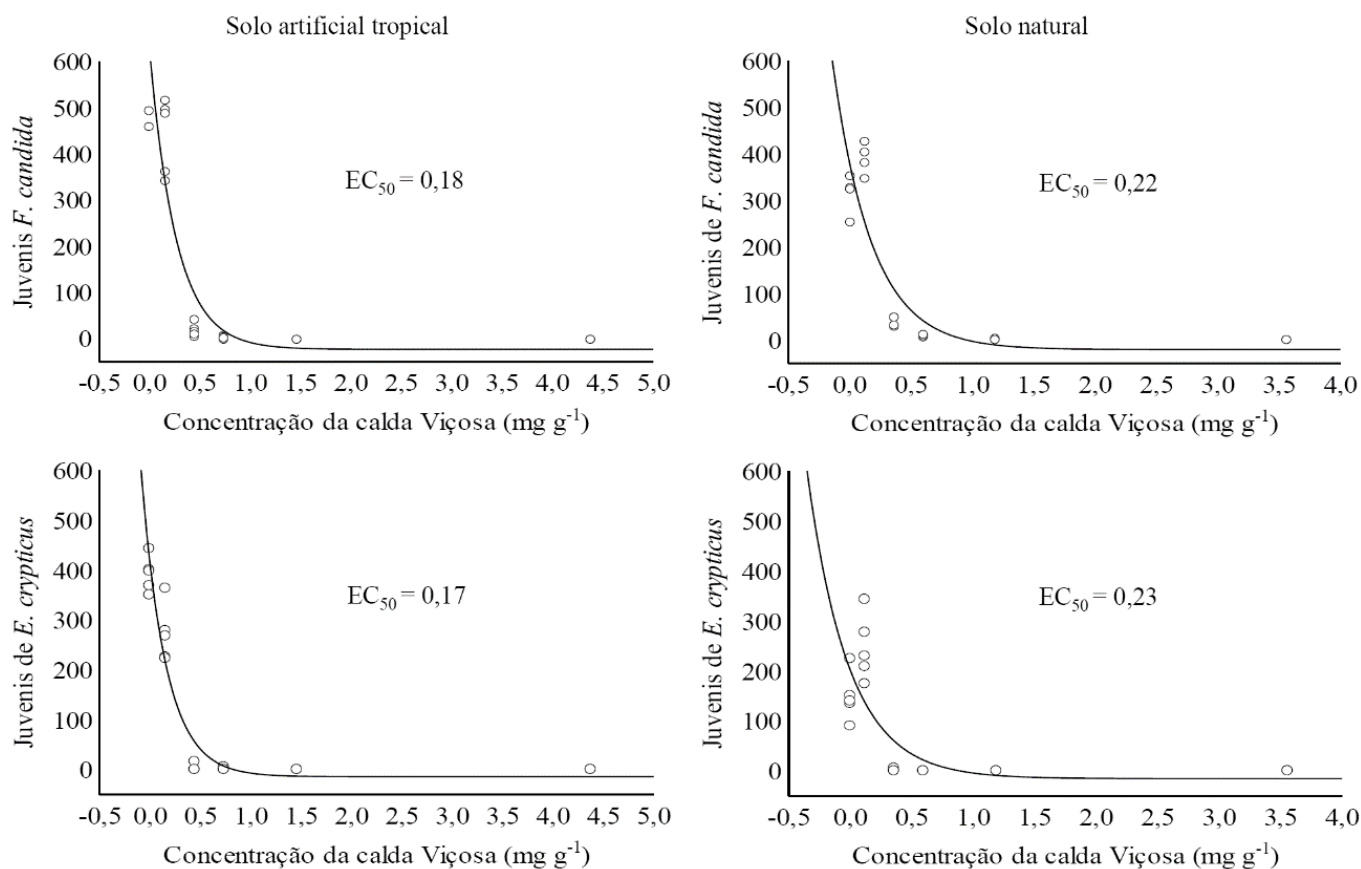 Solo artificial tropical
600
500
400
300
200
100
0
Juvenis F. candida
EC50 = 0,18
-0,5 0,0 0,5 1,0 1,5 2,0 2,5 3,0 3,5 4,0 4,5 5,0
Concentração da calda Viçosa (mg g-1)
Solo natural
600
500
400
300
200
100
0
Juvenis de F. candida
EC50 = 0,22
-0,5 0,0 0,5 1,0 1,5 2,0 2,5 3,0 3,5 4,0
Concentração da calda Viçosa (mg g-1)
600
500
400
300
200
100
0
Juvenis de E. crypticus
EC50 = 0,17
-0,5 0,0 0,5 1,0 1,5 2,0 2,5 3,0 3,5 4,0 4,5 5,0
Concentração da calda Viçosa (mg g-1)
600
500
400
300
200
100
0
Juvenis de E. crypticus
EC50 = 0,23
-0,5 0,0 0,5 1,0 1,5 2,0 2,5 3,0 3,5 4,0
Concentração da calda Viçosa (mg g-1)